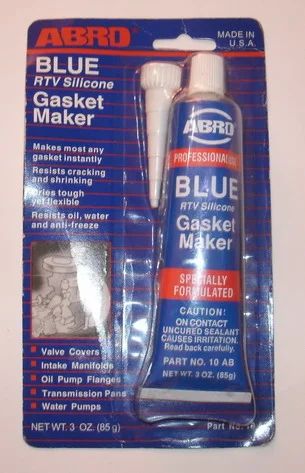 ABRO
MADE IN
U.S.A.
BLUE
RTV Silicone
Gasket
Maker
Makes most any
gasket instantly
Resists cracking
and shrinking
Dries tough
yet flexible
Resists oil, water
and anti-freeze
Valve Covers
Intake Manifolds
Oil Pump Flanges
Transmission Pans
Water Pumps
NET WT. 3 OZ. (85g)
ABRO
PROFESSIONAL USE
BLUE
RTV Silicone
Gasket
Maker
SPECIALLY
FORMULATED
CAUTION:
ON CONTACT
UNCURED SEALANT
CAUSES IRRITATION.
Read back carefully.
PART NO. 10 AB
NET WT. 3 OZ. (85g)
Part No.